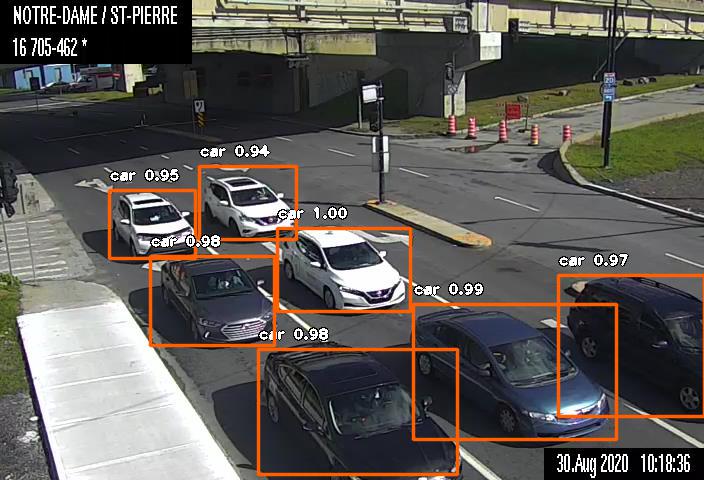 NOTRE-DAME / ST-PIERRE
16 705-462 *
car 0.94
car 0.95
car 1.00
car 0.98
car 0.97
car 0.99
car 0.98
30.Aug 2020 10:18:36